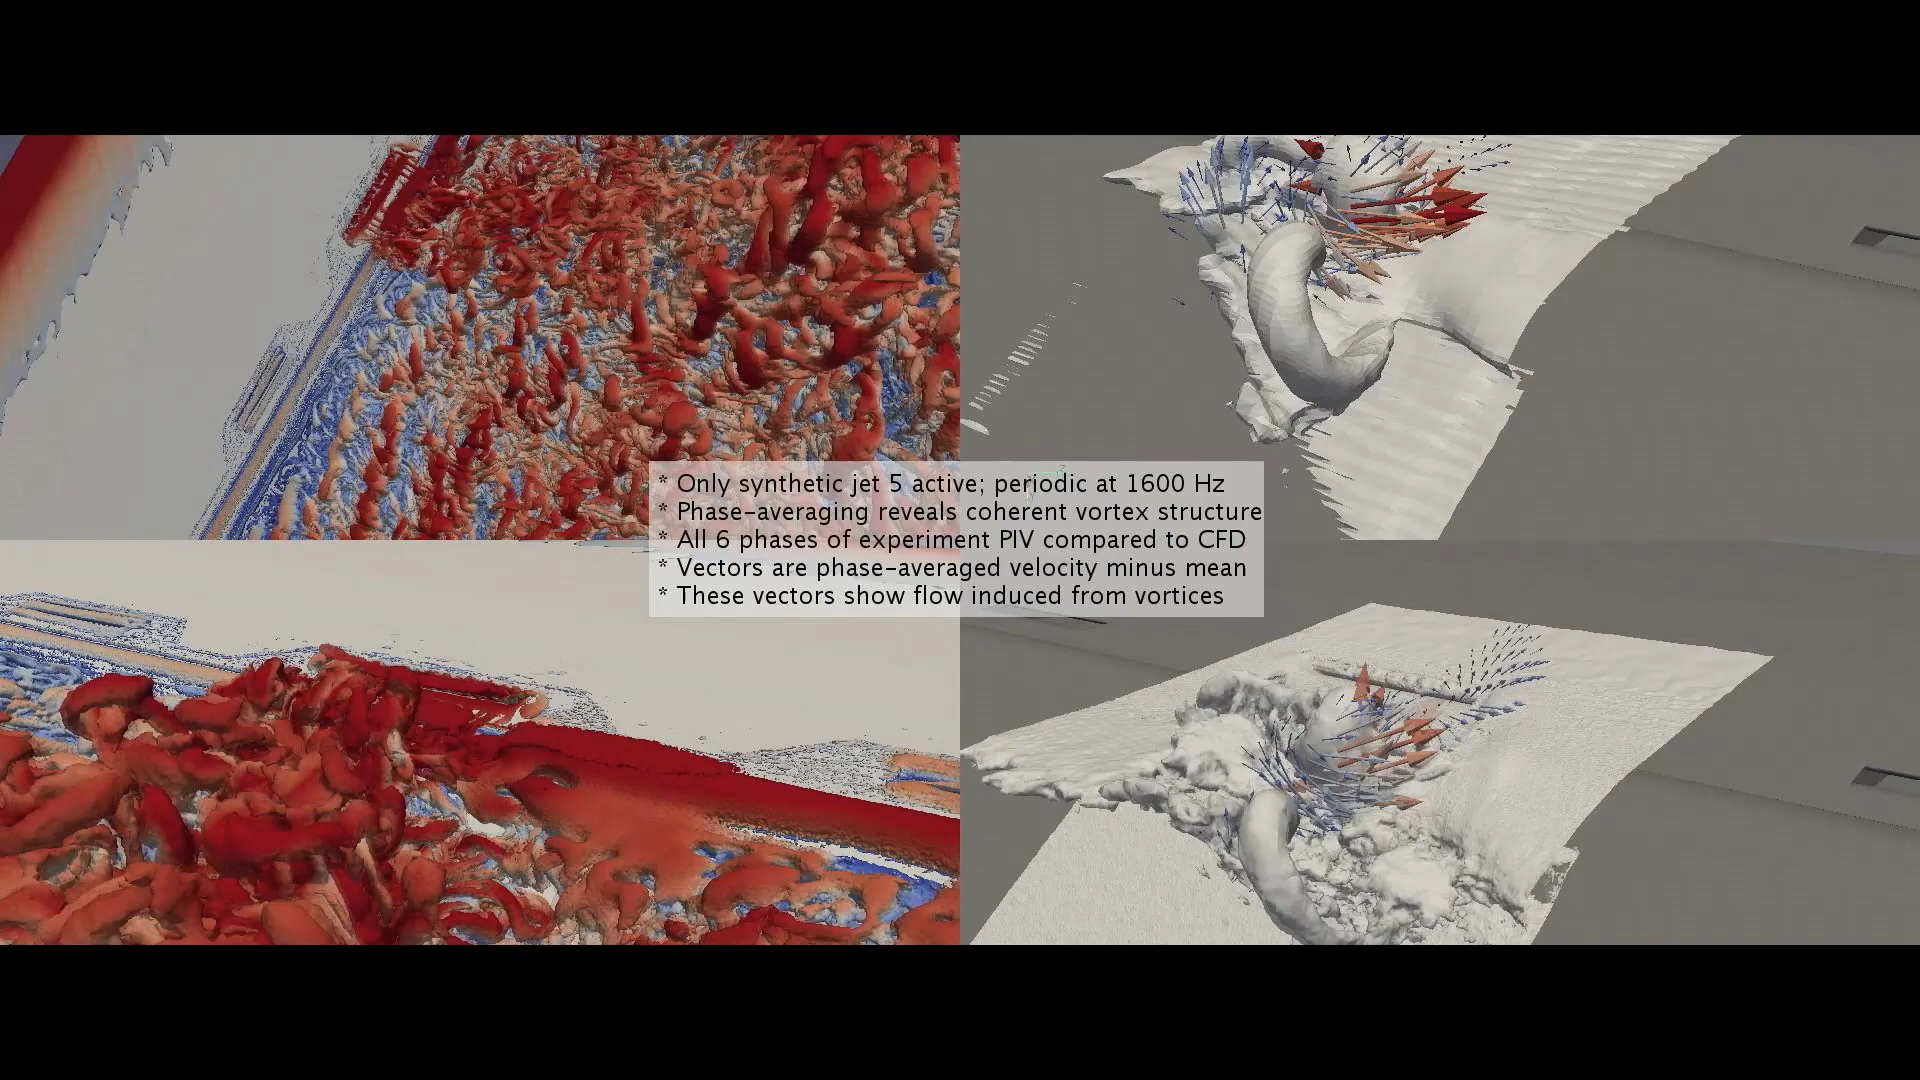 * Only synthetic jet 5 active; periodic at 1600 Hz
* Phase-averaging reveals coherent vortex structure
* All 6 phases of experiment PIV compared to CFD
* Vectors are phase-averaged velocity minus mean
* These vectors show flow induced from vortices